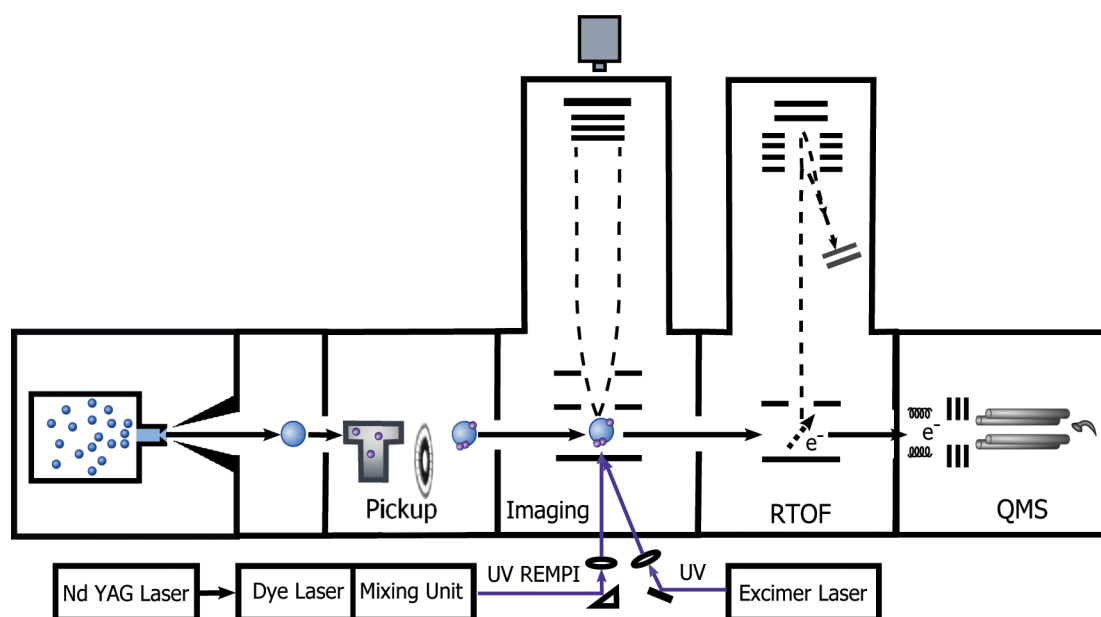 e-
e-
Pickup
Imaging
RTOF
QMS
UV REMPI
UV
Nd YAG Laser
Dye Laser
Mixing Unit
Excimer Laser